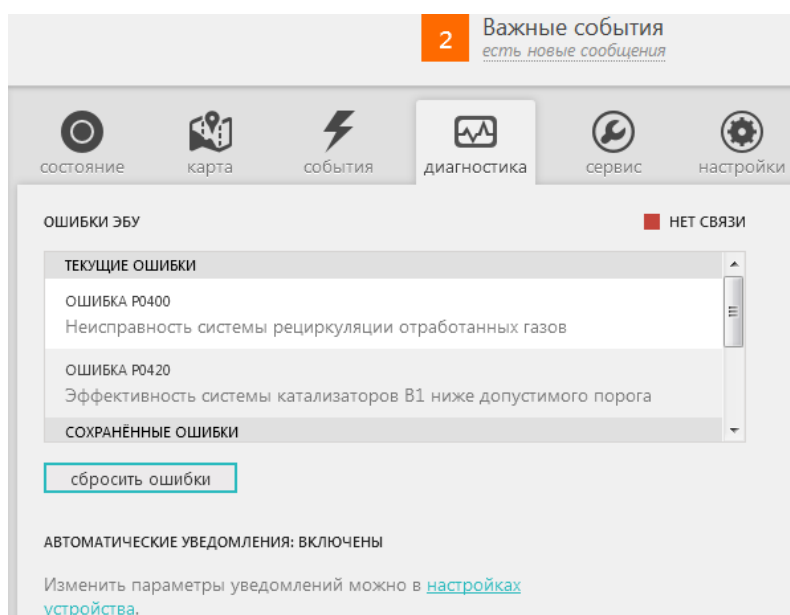 2
Важные события
есть новые сообщения
состояние
карта
события
диагностика
сервис
настройки
ОШИБКИ ЭБУ
НЕТ СВЯЗИ
ТЕКУЩИЕ ОШИБКИ
ОШИБКА P0400
Неисправность системы рециркуляции отработанных газов
ОШИБКА P0420
Эффективность системы катализаторов B1 ниже допустимого порога
СОХРАНЁННЫЕ ОШИБКИ
сбросить ошибки
АВТОМАТИЧЕСКИЕ УВЕДОМЛЕНИЯ: ВКЛЮЧЕНЫ
Изменить параметры уведомлений можно в настройках
устройства.